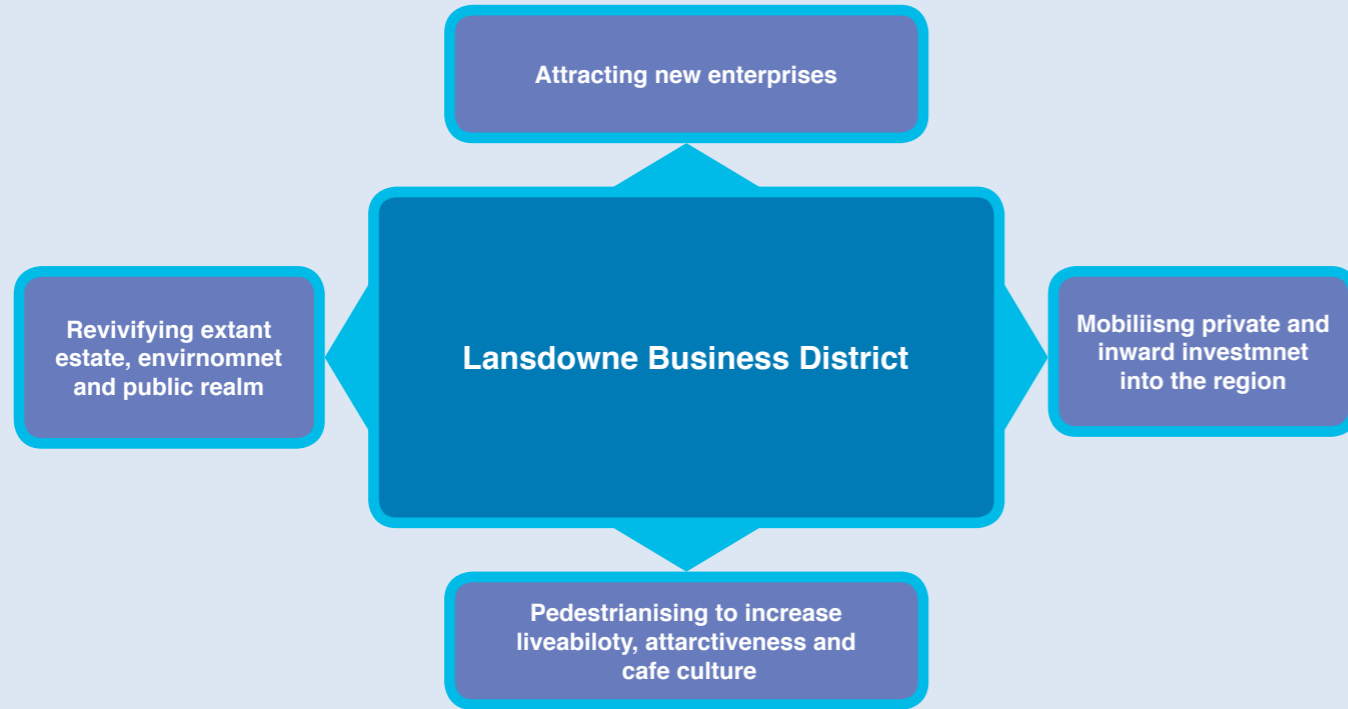 Attracting new enterprises
Revivifying extant
estate, envirnomnet
and public realm
Lansdowne Business District
Mobiliisng private and
inward investmnet
into the region
Pedestrianising to increase
liveabiloty, attarctiveness and
cafe culture